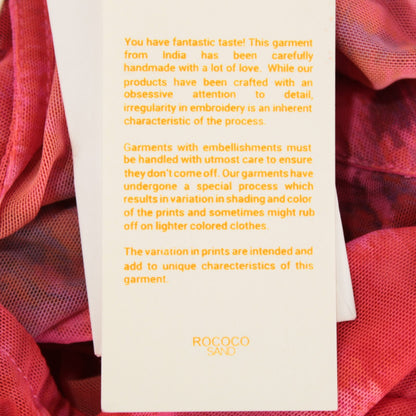 You have fantastic taste! This garment
from India has been carefully
handmade with a lot of love. While our
products have been crafted with an
obsessive attention to detail,
irregularity in embroidery is an inherent
characteristic of the process.
Garments with embellishments must
be handled with utmost care to ensure
they don't come off. Our garments have
undergone a special process which
results in variation in shading and color
of the prints and sometimes might rub
off on lighter colored clothes.
The variation in prints are intended and
add to unique charecteristics of this
garment.
ROCOCO
SAND